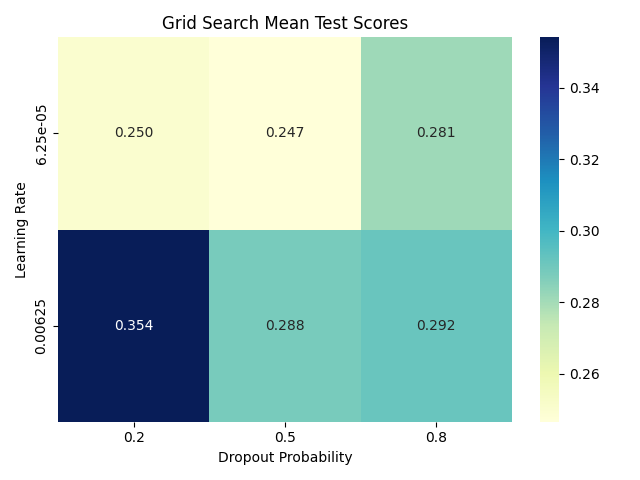 Grid Search Mean Test Scores
Learning Rate
6.25e-05
0.250 0.247 0.281
0.00625
0.354 0.288 0.292
0.2 0.5 0.8
Dropout Probability
0.34
0.32
0.30
0.28
0.26